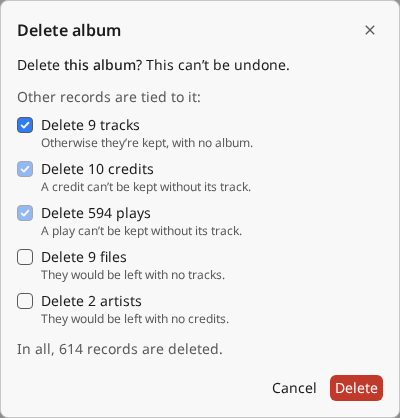 Delete album
Delete this album? This can’t be undone.
Other records are tied to it:
Delete 9 tracks
Otherwise they’re kept, with no album.
Delete 10 credits
A credit can’t be kept without its track.
Delete 594 plays
A play can’t be kept without its track.
Delete 9 files
They would be left with no tracks.
Delete 2 artists
They would be left with no credits.
In all, 614 records are deleted.
Cancel Delete